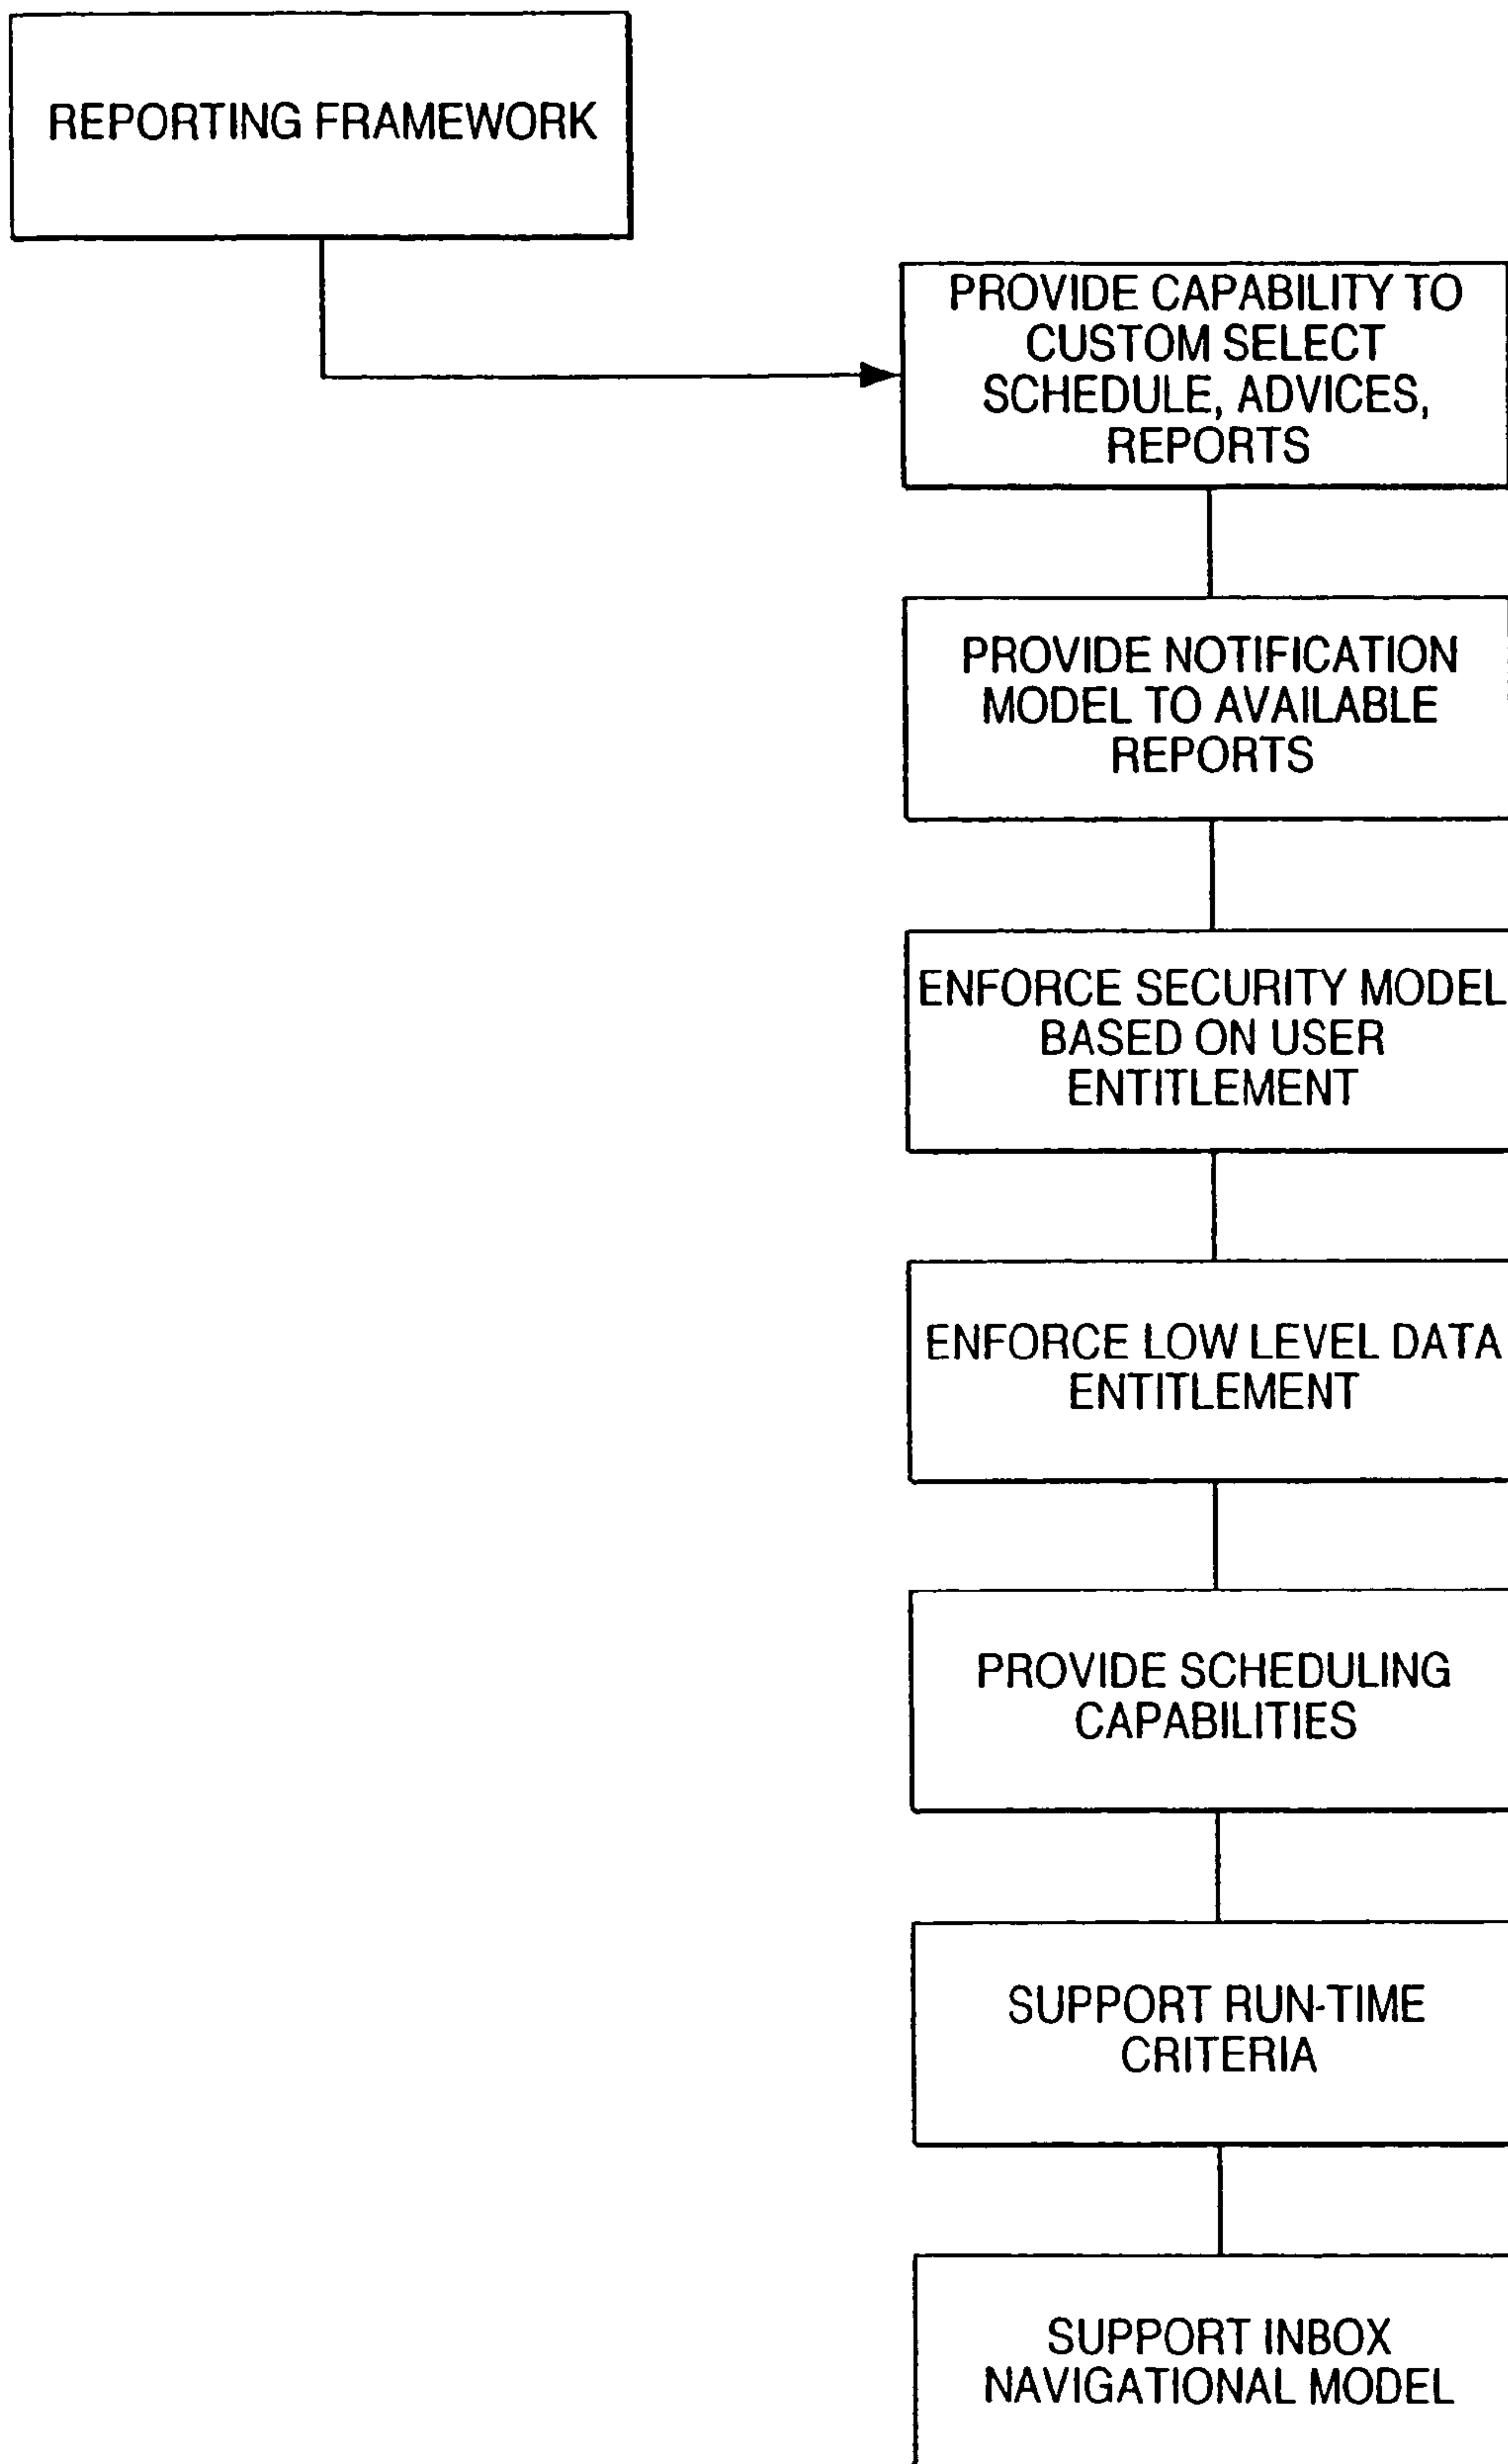 REPORTING FRAMEWORK
PROVIDE CAPABILITY TO
CUSTOM SELECT
SCHEDULE, ADVICES,
REPORTS
PROVIDE NOTIFICATION
MODEL TO AVAILABLE
REPORTS
ENFORCE SECURITY MODEL
BASED ON USER
ENTITLEMENT
ENFORCE LOW LEVEL DATA
ENTITLEMENT
PROVIDE SCHEDULING
CAPABILITIES
SUPPORT RUN-TIME
CRITERIA
SUPPORT INBOX
NAVIGATIONAL MODEL